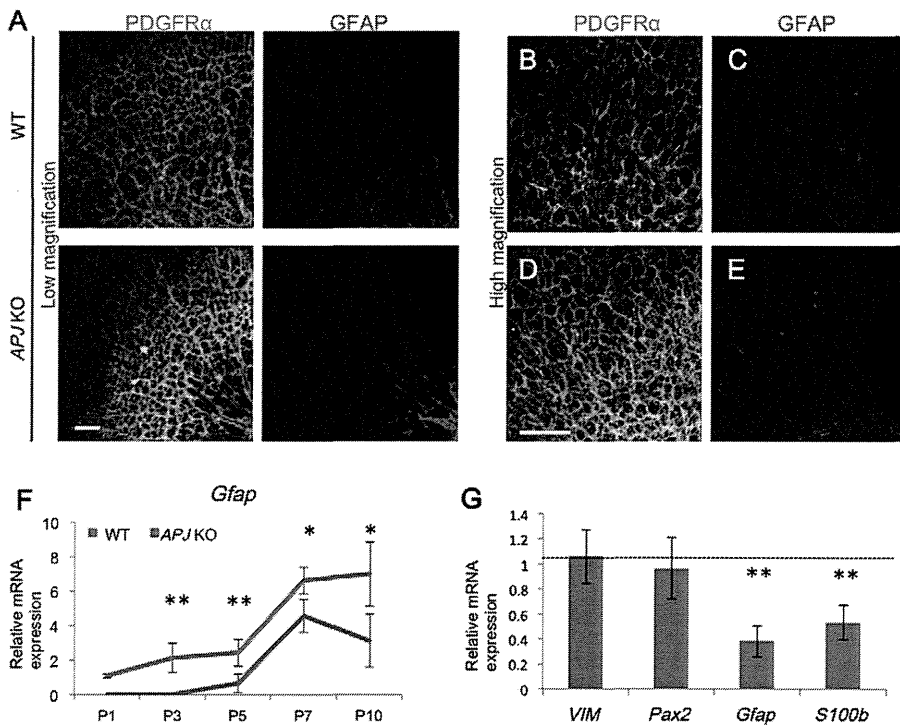 A
PDGFRα
GFAP
PDGFRα
GFAP
WT
APJ KO
Low magnification
High magnification
B
C
D
E
F
Gfap
WT
APJ KO
Relative mRNA
expression
10
8
6
4
2
0
P1
P3
P5
P7
P10
**
**
*
*
G
Relative mRNA
expression
1.4
1.2
1
0.8
0.6
0.4
0.2
0
**
**
VIM
Pax2
Gfap
S100b